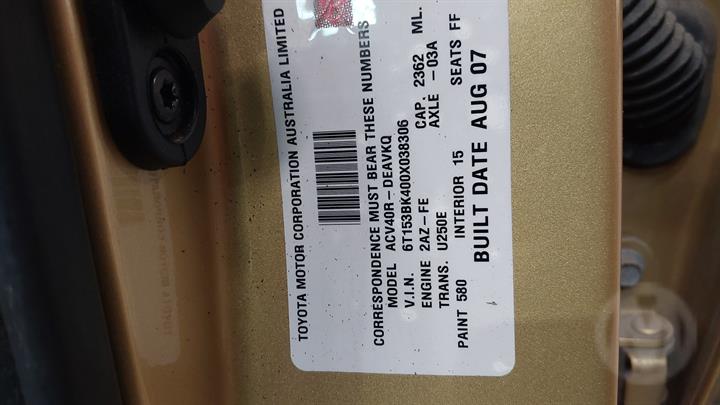 TOYOTA MOTOR CORPORATION AUSTRALIA LIMITED
CORRESPONDENCE MUST BEAR THESE NUMBERS
MODEL ACV40R-DEAVKQ
V.I.N. 6T153BK400X038306
ENGINE 2AZ-FE CAP. 2362 ML.
TRANS. U250E AXLE -03A
PAINT 580 INTERIOR 15 SEATS FF
BUILT DATE AUG 07